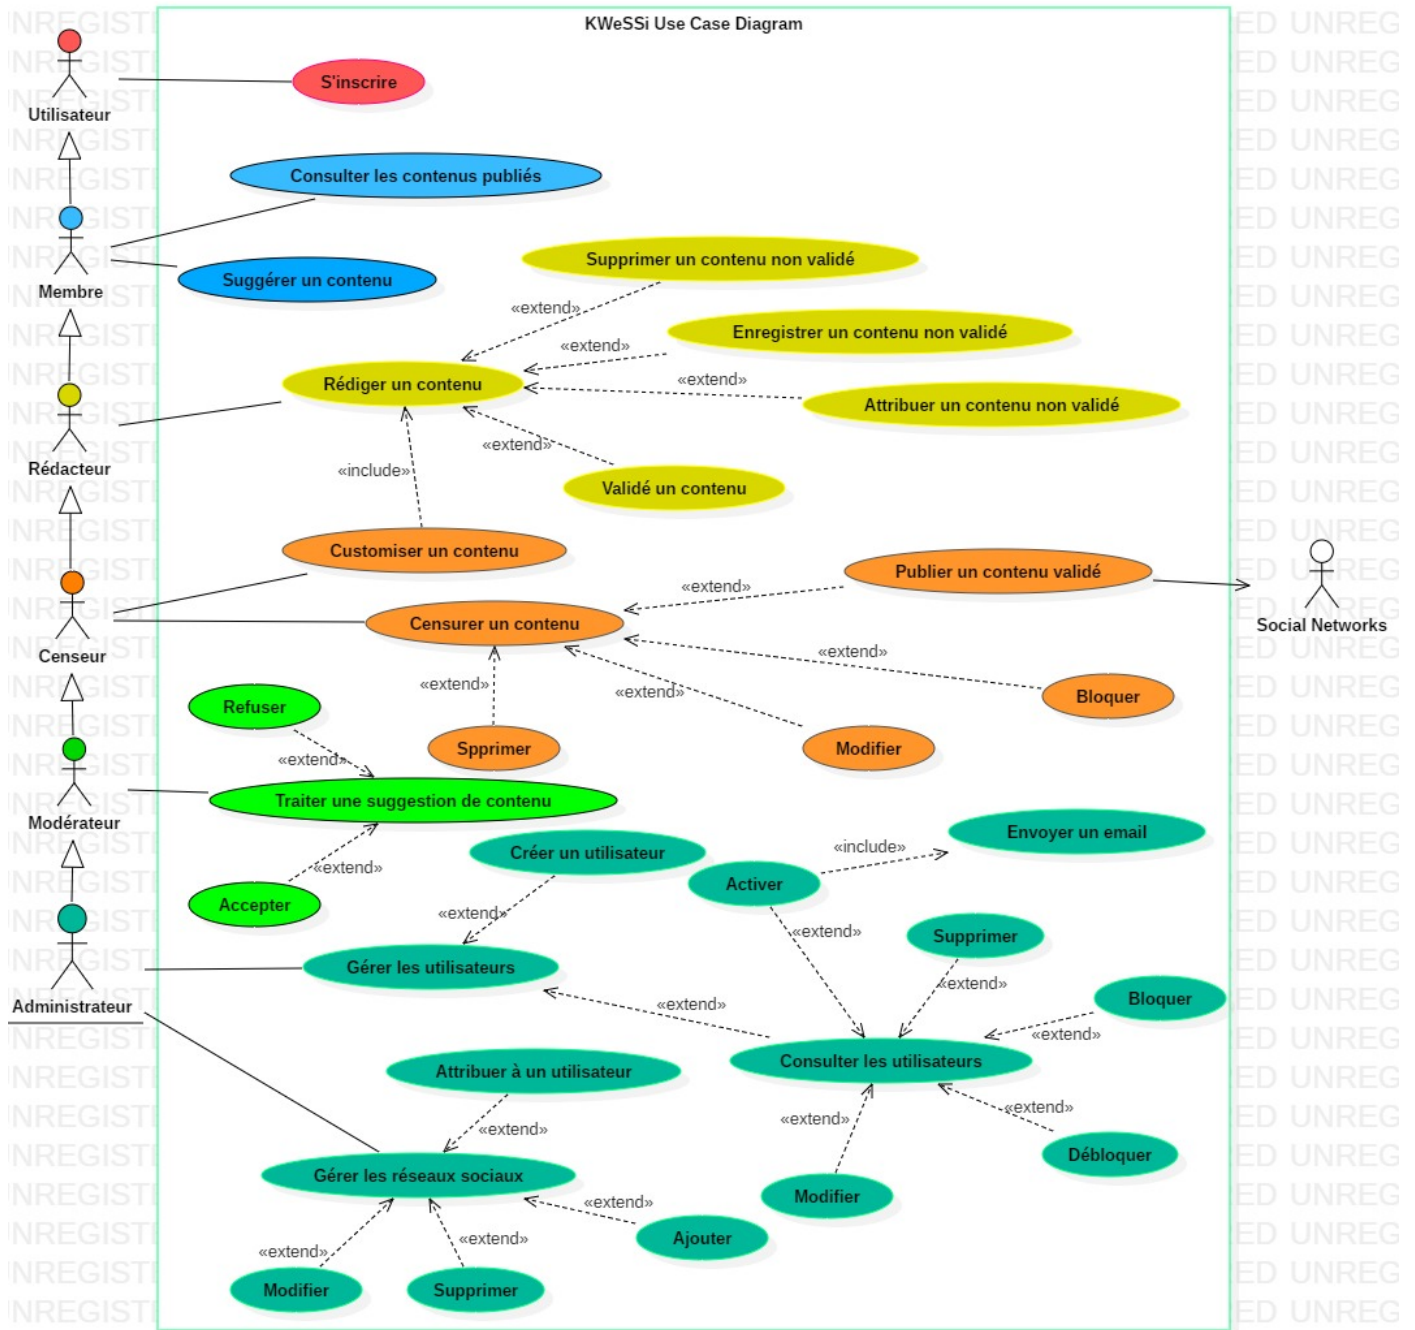 KWeSSi Use Case Diagram
S'inscrire
Utilisateur
Consulter les contenus publiés
Supprimer un contenu non validé
Suggérer un contenu
Membre
«extend»
Enregistrer un contenu non validé
«extend»
«extend»
Rédiger un contenu
Attribuer un contenu non validé
«extend»
Rédacteur
«include»
Validé un contenu
Customiser un contenu
Publier un contenu validé
«extend»
Censurer un contenu
Social Networks
Censeur
«extend»
«extend»
«extend»
Bloquer
Refuser
Spprimer
Modifier
«extend»
Traiter une suggestion de contenu
Modérateur
Envoyer un email
«include»
Créer un utilisateur
«extend»
Activer
Accepter
«extend»
«extend»
Supprimer
Gérer les utilisateurs
«extend»
Bloquer
Administrateur
«extend»
«extend»
Consulter les utilisateurs
Attribuer à un utilisateur
«extend»
«extend»
«extend»
Débloquer
Gérer les réseaux sociaux
Modifier
«extend»
Ajouter
«extend»
«extend»
Modifier
Supprimer
UNREGISTERED